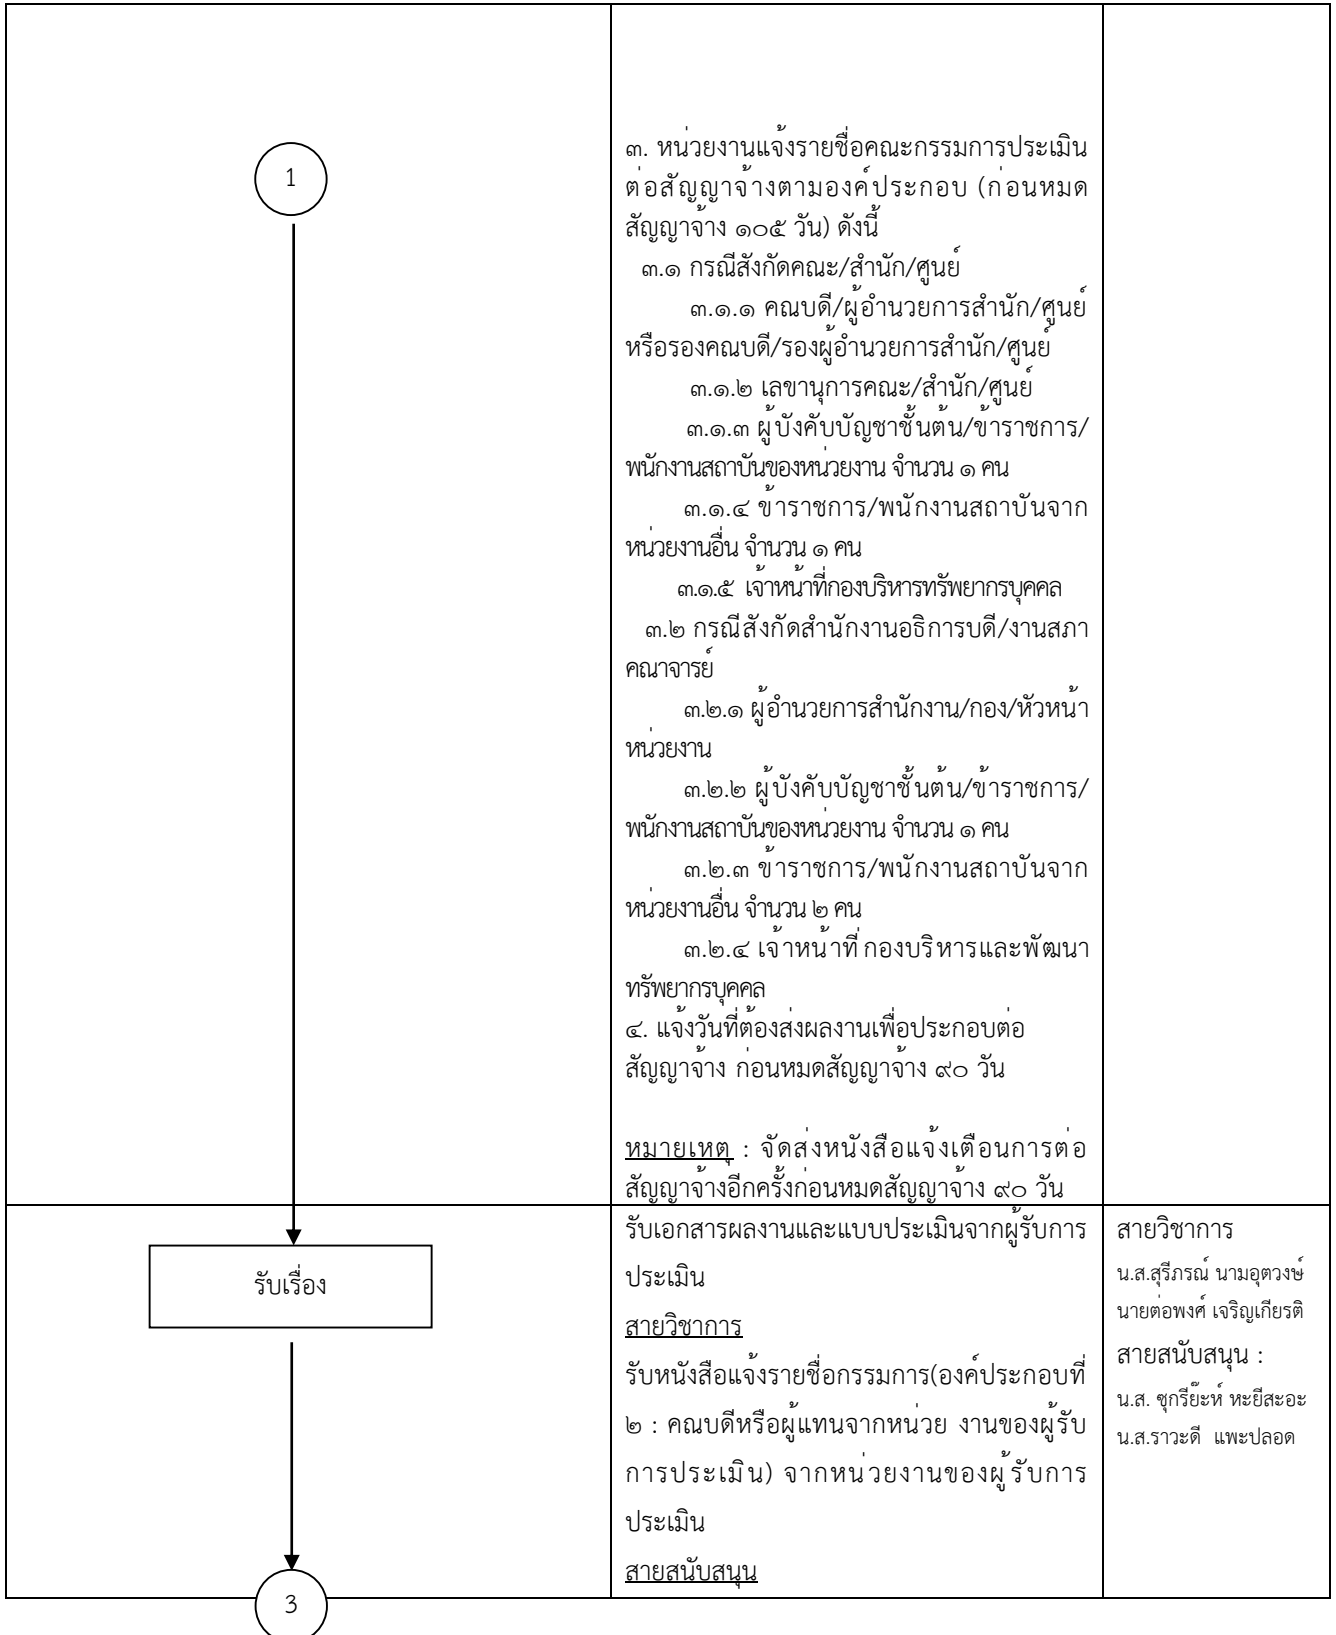 1
๓. หน่วยงานแจ้งรายชื่อคณะกรรมการประเมิน
ต่อสัญญาจ้างตามองค์ประกอบ (ก่อนหมด
สัญญาจ้าง ๑๐๕ วัน) ดังนี้
๓.๑ กรณีสังกัดคณะ/สำนัก/ศูนย์
๓.๑.๑ คณบดี/ผู้อำนวยการสำนัก/ศูนย์
หรือรองคณบดี/รองผู้อำนวยการสำนัก/ศูนย์
๓.๑.๒ เลขานุการคณะ/สำนัก/ศูนย์
๓.๑.๓ ผู้บังคับบัญชาชั้นต้น/ข้าราชการ/
พนักงานสถาบันของหน่วยงาน จำนวน ๑ คน
๓.๑.๔ ข้าราชการ/พนักงานสถาบันจาก
หน่วยงานอื่น จำนวน ๑ คน
๓.๑.๕ เจ้าหน้าที่กองบริหารทรัพยากรบุคคล
๓.๒ กรณีสังกัดสำนักงานอธิการบดี/งานสภา
คณาจารย์
๓.๒.๑ ผู้อำนวยการสำนักงาน/กอง/หัวหน้า
หน่วยงาน
๓.๒.๒ ผู้บังคับบัญชาชั้นต้น/ข้าราชการ/
พนักงานสถาบันของหน่วยงาน จำนวน ๑ คน
๓.๒.๓ ข้าราชการ/พนักงานสถาบันจาก
หน่วยงานอื่น จำนวน ๒ คน
๓.๒.๔ เจ้าหน้าที่กองบริหารและพัฒนา
ทรัพยากรบุคคล
๔. แจ้งวันที่ต้องส่งผลงานเพื่อประกอบต่อ
สัญญาจ้าง ก่อนหมดสัญญาจ้าง ๙๐ วัน
หมายเหตุ : จัดส่งหนังสือแจ้งเตือนการต่อ
สัญญาจ้างอีกครั้งก่อนหมดสัญญาจ้าง ๙๐ วัน
รับเรื่อง
รับเอกสารผลงานและแบบประเมินจากผู้รับการ
ประเมิน
สายวิชาการ
รับหนังสือแจ้งรายชื่อกรรมการ(องค์ประกอบที่
๒ : คณบดีหรือผู้แทนจากหน่วย งานของผู้รับ
การประเมิน) จากหน่วยงานของผู้รับการ
ประเมิน
สายสนับสนุน
สายวิชาการ
น.ส.สุรีภรณ์ นามอุตวงษ์
นายต่อพงศ์ เจริญเกียรติ
สายสนับสนุน :
น.ส. ซุกรีย๊ะห์ หะยีสะอะ
น.ส.ราวะดี แพะปลอด
3